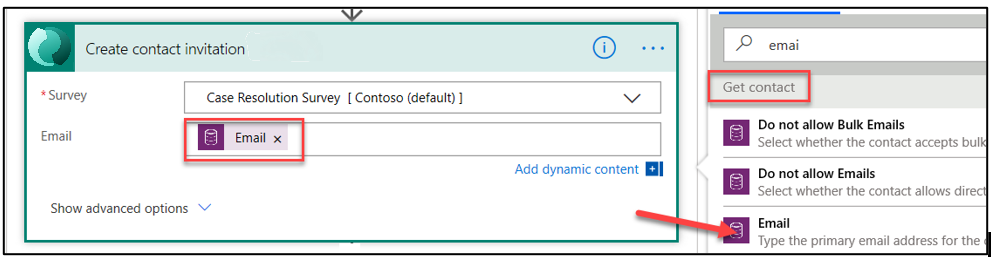 Create contact invitation
* Survey
Case Resolution Survey [ Contoso (default) ]
Email
Email ×
Add dynamic content
Show advanced options
emai
Get contact
Do not allow Bulk Emails
Select whether the contact accepts bulk
Do not allow Emails
Select whether the contact allows direct
Email
Type the primary email address for the